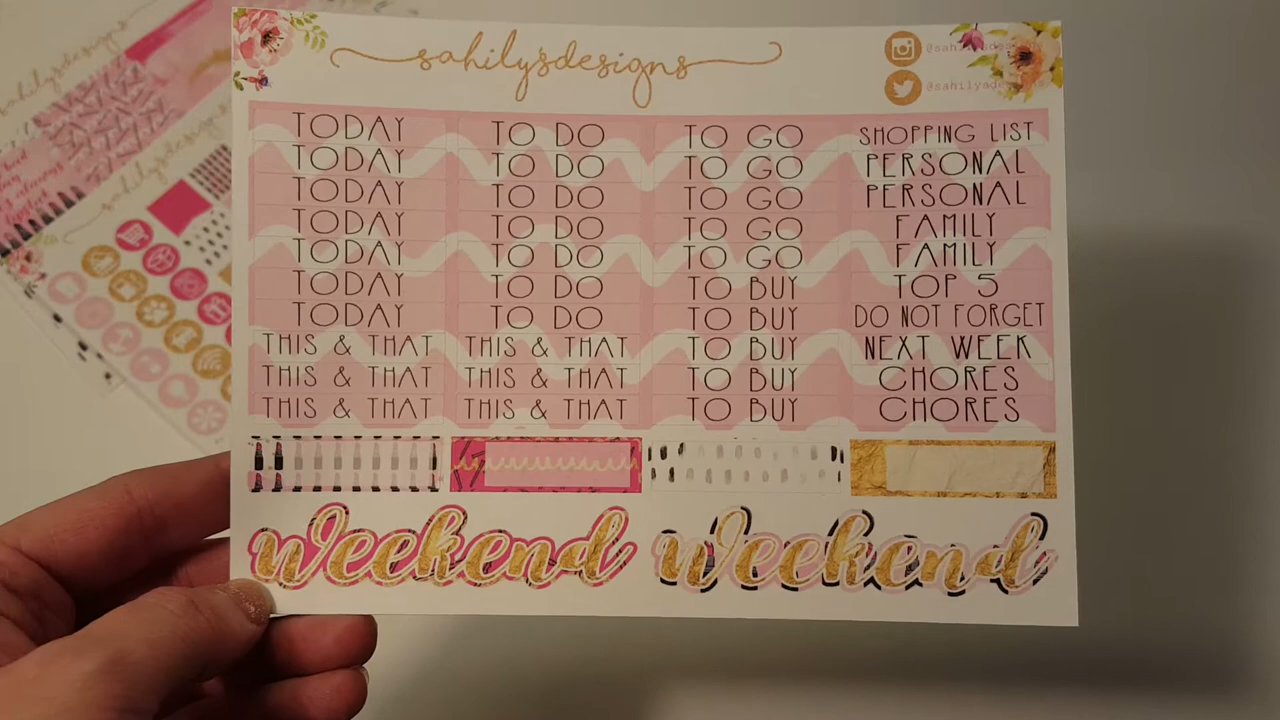 sahily'sdesigns
@sahilysdesigns
@sahilysdesigns
TODAY TO DO TO GO SHOPPING LIST
TODAY TO DO TO GO PERSONAL
TODAY TO DO TO GO PERSONAL
TODAY TO DO TO GO FAMILY
TODAY TO DO TO GO FAMILY
TODAY TO DO TO BUY TOP 5
TODAY TO DO TO BUY DO NOT FORGET
THIS & THAT THIS & THAT TO BUY NEXT WEEK
THIS & THAT THIS & THAT TO BUY CHORES
THIS & THAT THIS & THAT TO BUY CHORES
Weekend Weekend